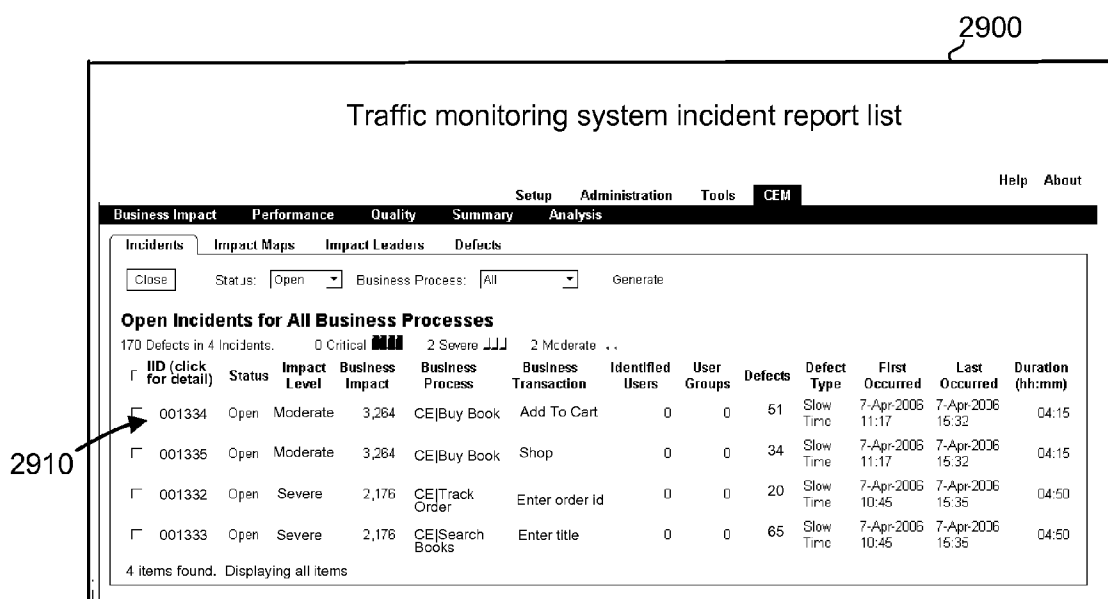 2900
Traffic monitoring system incident report list
Help About
Setup Administration Tools CEM
Business Impact Performance Quality Summary Analysis
Incidents Impact Maps Impact Leaders Defects
Close Status: Open Business Process: All Generate
Open Incidents for All Business Processes
170 Defects in 4 Incidents. 0 Critical 2 Severe 2 Moderate
IID (click for detail) Status Impact Level Business Impact Business Process Business Transaction Identified Users User Groups Defects Defect Type First Occurred Last Occurred Duration (hh:mm)
001334 Open Moderate 3,264 CE|Buy Book Add To Cart 0 0 51 Slow Time 7-Apr-2006 11:17 7-Apr-2006 15:32 04:15
2910
001335 Open Moderate 3,264 CE|Buy Book Shop 0 0 34 Slow Time 7-Apr-2006 11:17 7-Apr-2006 15:32 04:15
001332 Open Severe 2,176 CE|Track Order Enter order id 0 0 20 Slow Time 7-Apr-2006 10:45 7-Apr-2006 15:35 04:50
001333 Open Severe 2,176 CE|Search Books Enter title 0 0 65 Slow Time 7-Apr-2006 10:45 7-Apr-2006 15:35 04:50
4 items found. Displaying all items